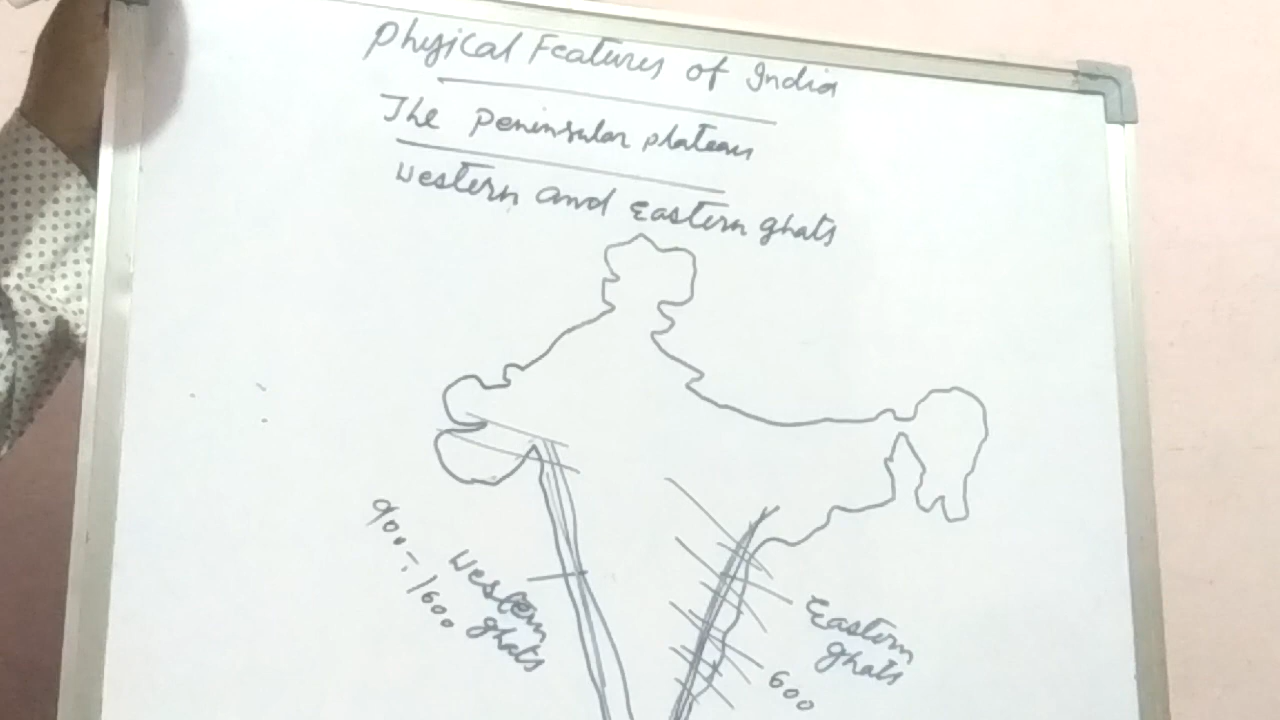 Physical Features of India
The Peninsular plateau
Western and Eastern ghats
900-1600
Western
ghats
Eastern
ghats
600